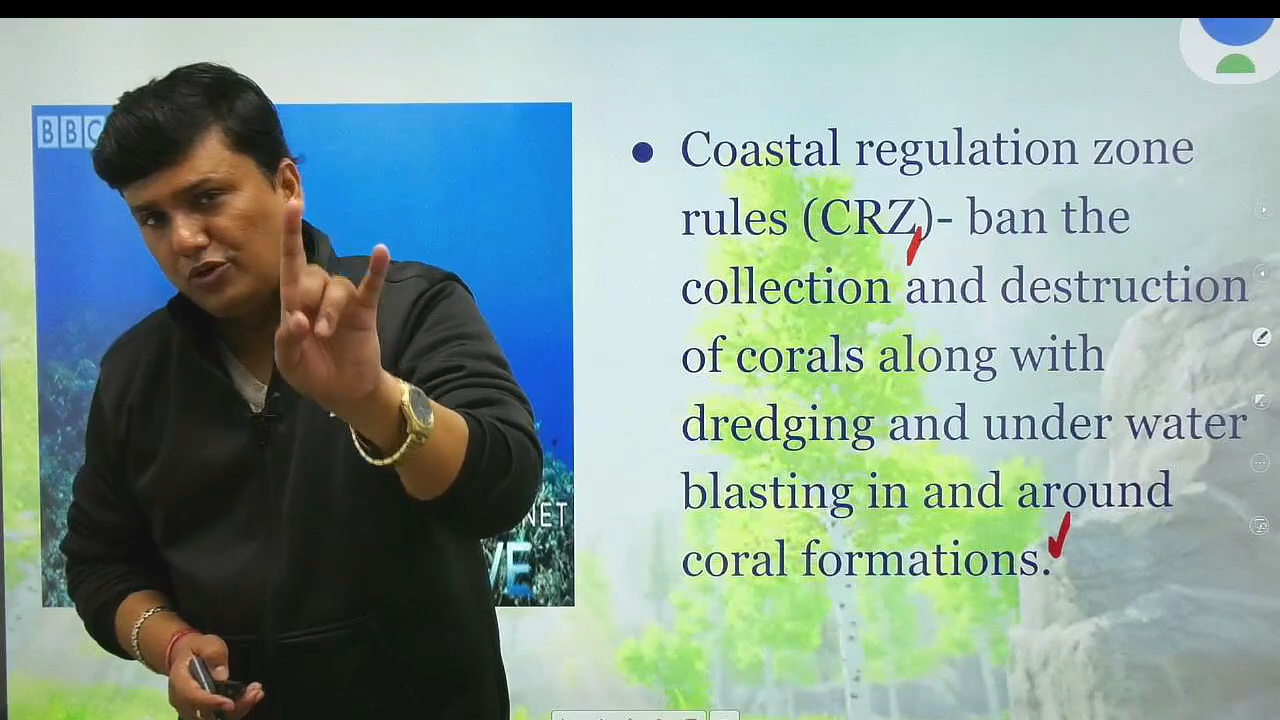 BBC
NET
VE
Coastal regulation zone
rules (CRZ)- ban the
collection and destruction
of corals along with
dredging and under water
blasting in and around
coral formations.